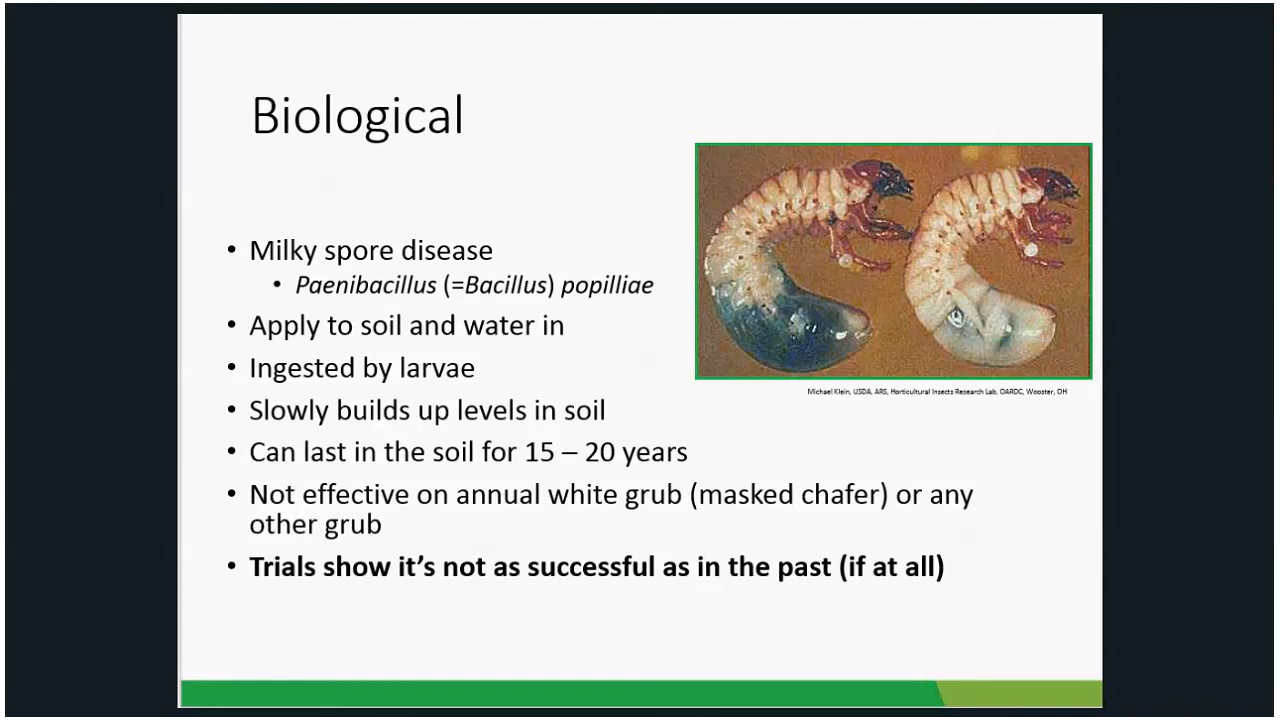 Biological
• Milky spore disease
• Paenibacillus (=Bacillus) popilliae
• Apply to soil and water in
• Ingested by larvae
• Slowly builds up levels in soil
• Can last in the soil for 15 – 20 years
• Not effective on annual white grub (masked chafer) or any
other grub
• Trials show it's not as successful as in the past (if at all)
Michael Klein, USDA, ARS, Horticultural Insects Research Lab, OARDC, Wooster, OH